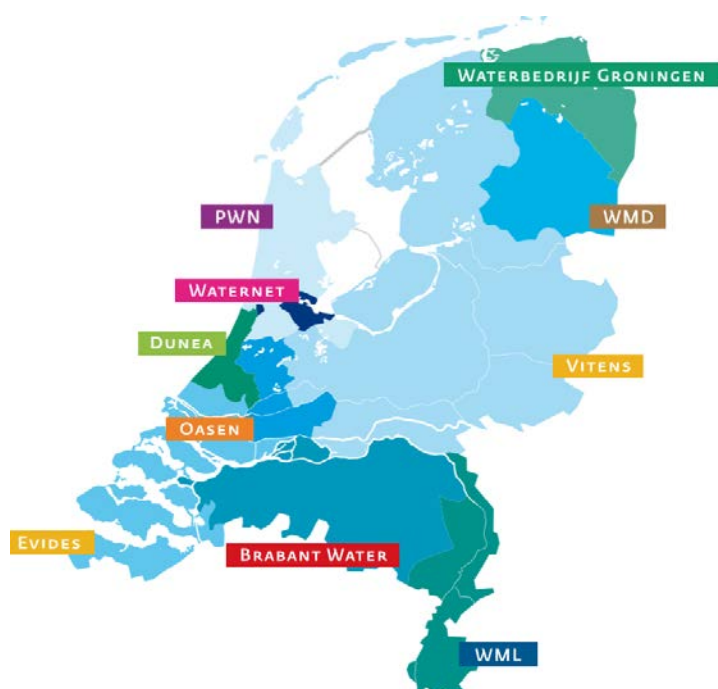 WATERBEDRIJF GRONINGEN
PWN
WMD
WATERNET
DUNEA
VITENS
OASEN
EVIDES
BRABANT WATER
WML